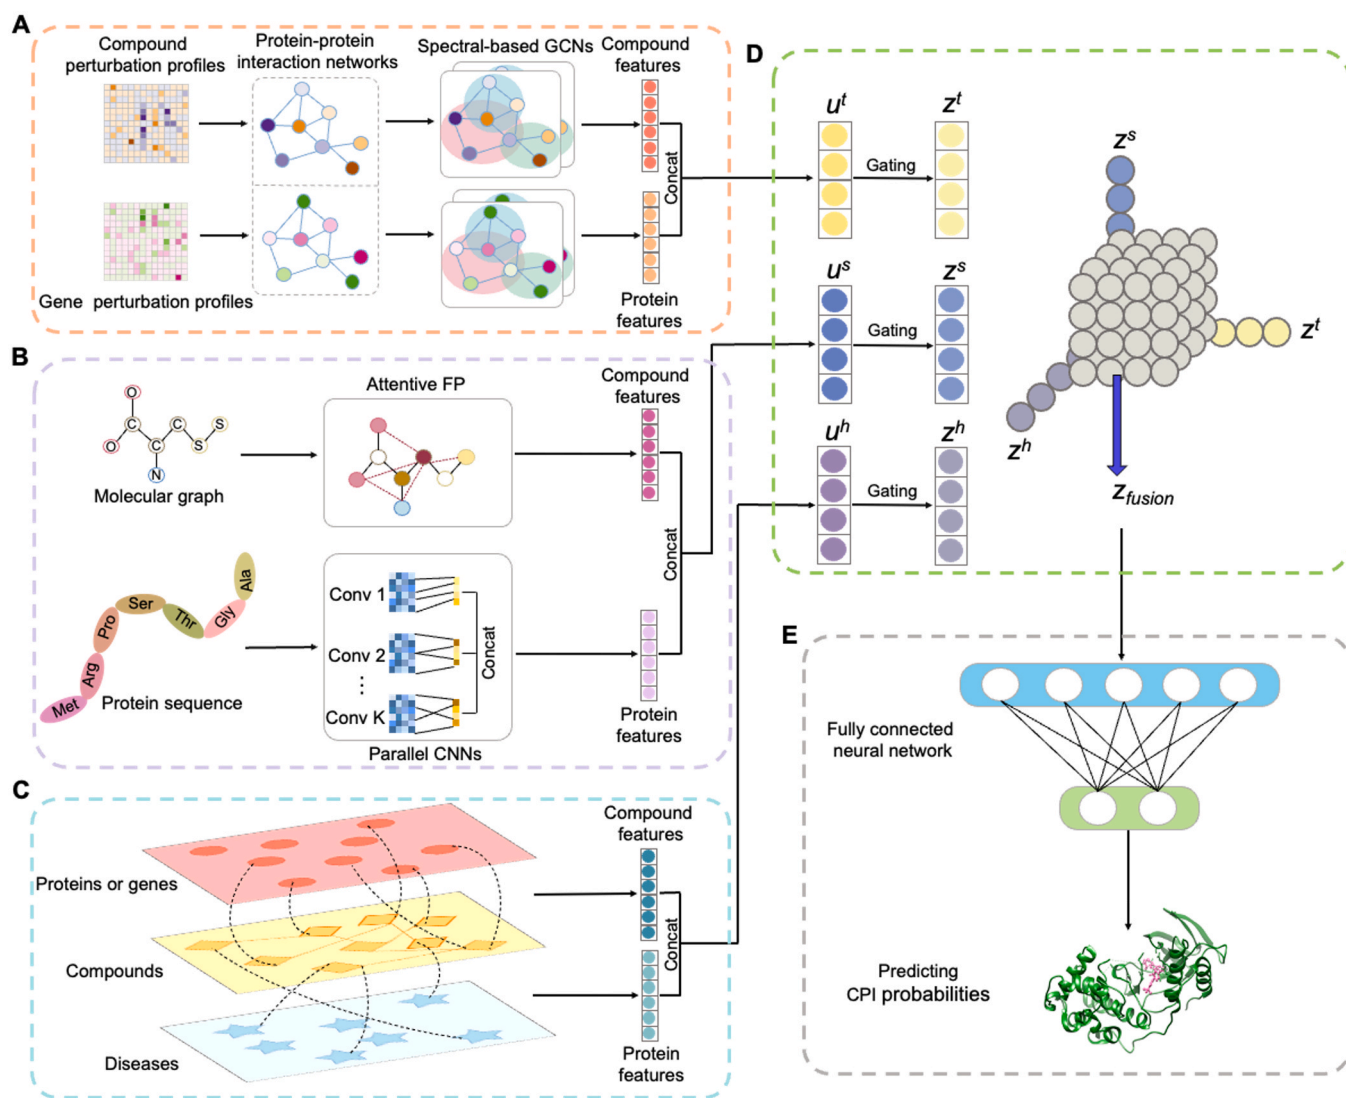 A
Compound
perturbation profiles
Protein-protein
interaction networks
Spectral-based GCNs
Compound
features
Concat
Gene perturbation profiles
Protein
features
B
O
C
C
S
O
C
S
N
Molecular graph
Attentive FP
Compound
features
Concat
Met
Arg
Pro
Ser
Thr
Gly
Ala
Protein sequence
Conv 1
Conv 2
⋮
Conv K
Concat
Parallel CNNs
Protein
features
C
Proteins or genes
Compounds
Diseases
Compound
features
Concat
Protein
features
D
u^t
Gating
z^t
u^s
Gating
z^s
u^h
Gating
z^h
z^s
z^t
z^h
z_fusion
E
Fully connected
neural network
Predicting
CPI probabilities